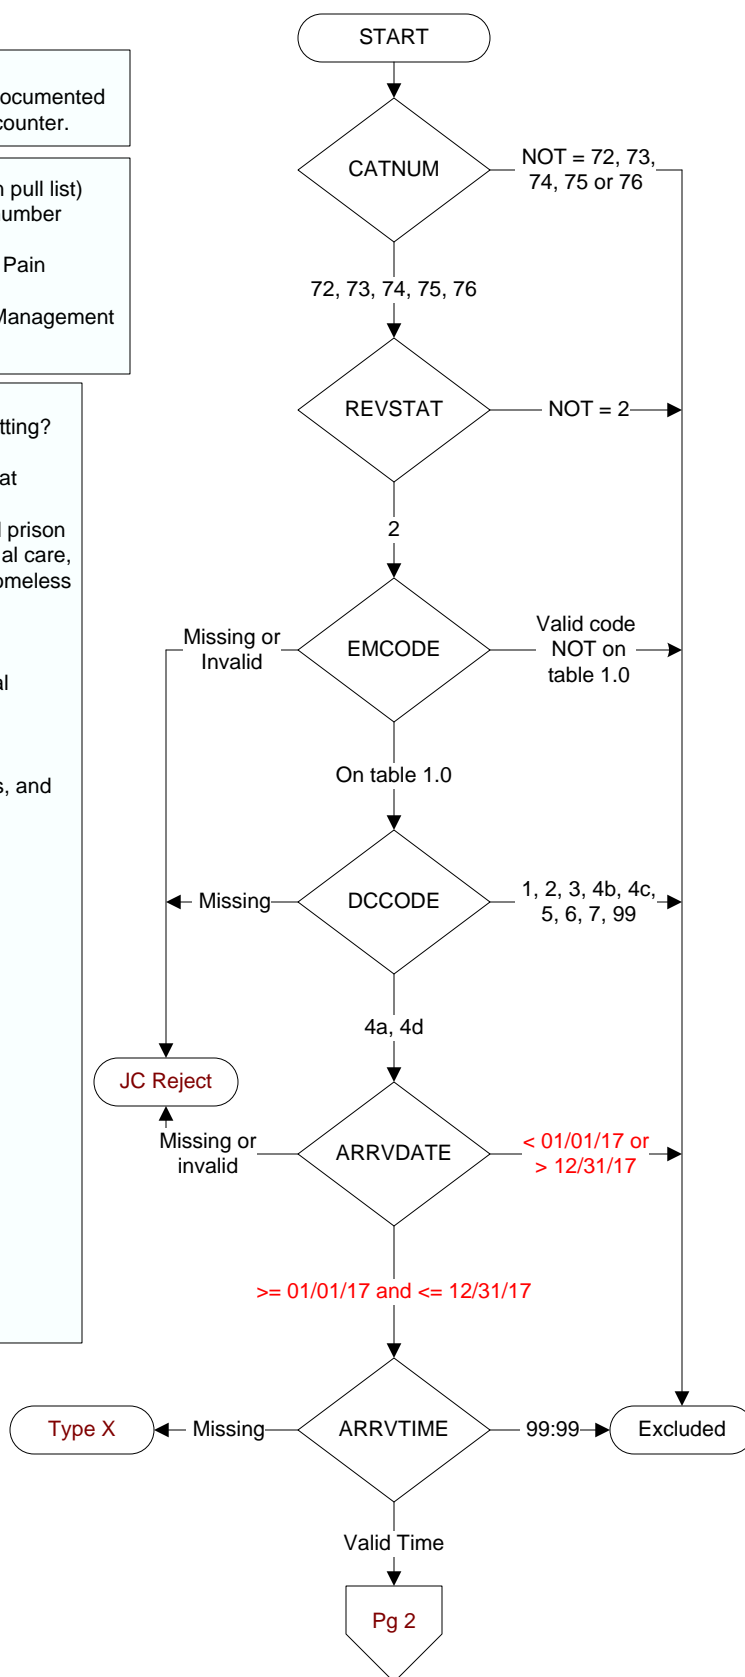 START
ocumented
counter.
CATNUM
NOT = 72, 73,
74, 75 or 76
pull list)
umber
Pain
Management
72, 73, 74, 75, 76
REVSTAT
NOT = 2
tting?
at
prison
al care,
omeless
al
s, and
2
EMCODE
Missing or
Invalid
Valid code
NOT on
table 1.0
On table 1.0
DCCODE
Missing
1, 2, 3, 4b, 4c,
5, 6, 7, 99
4a, 4d
JC Reject
ARRVDATE
Missing or
invalid
< 01/01/17 or
> 12/31/17
>= 01/01/17 and <= 12/31/17
Type X
Missing
ARRVTIME
99:99
Excluded
Valid Time
Pg 2